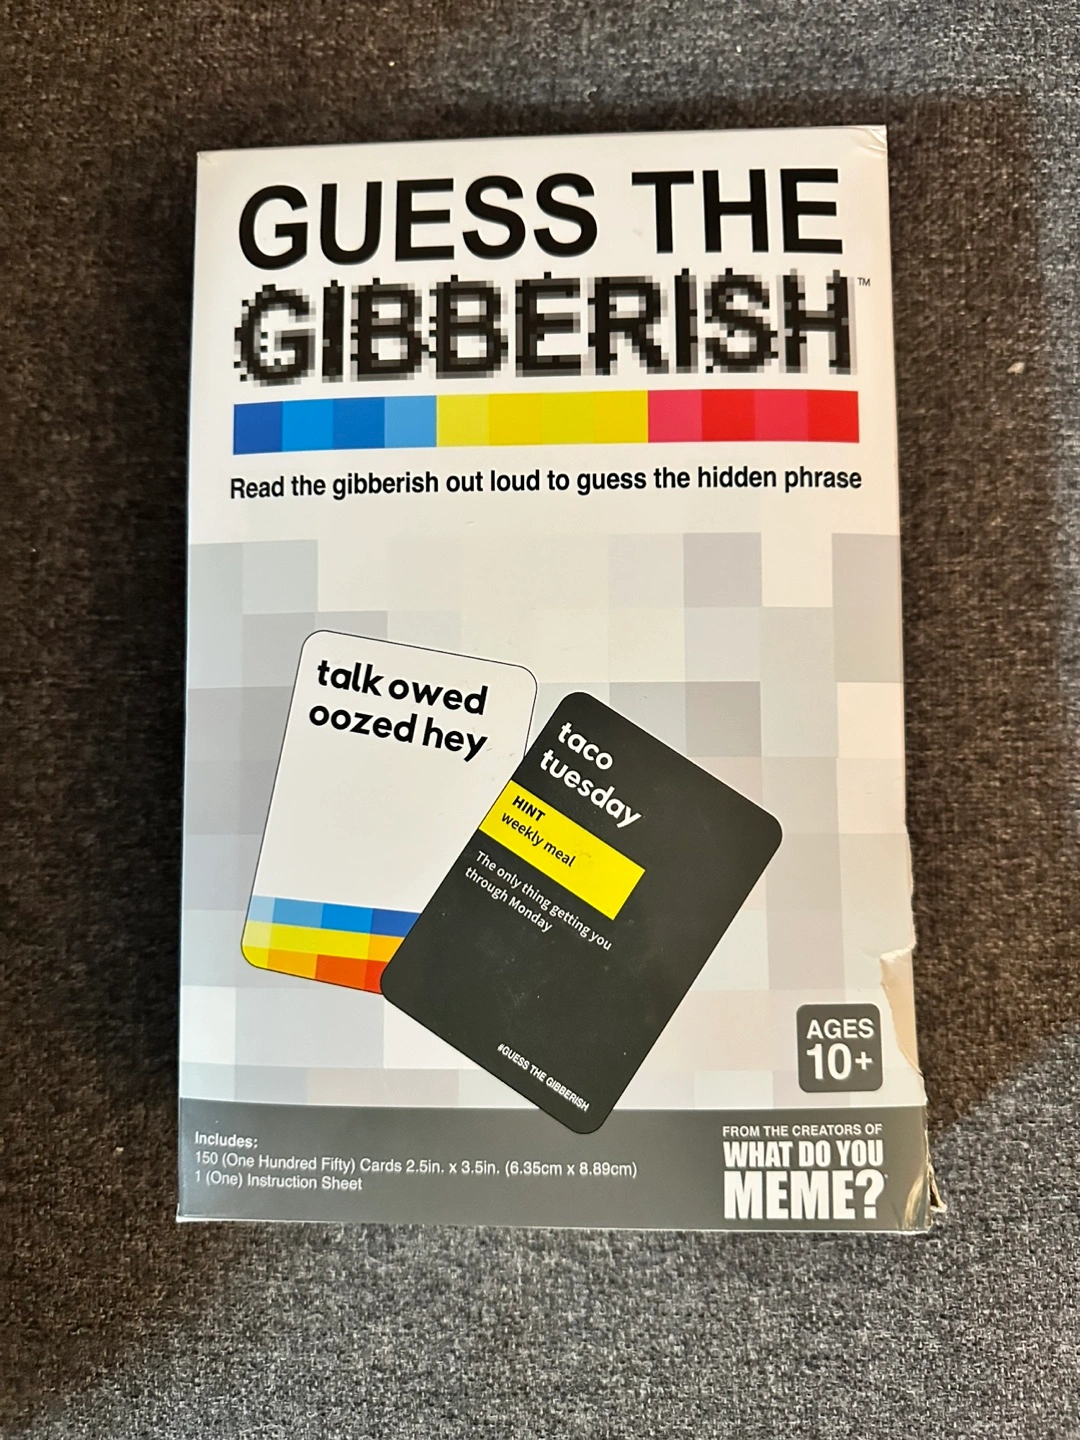 GUESS THE
GIBBERISH™
Read the gibberish out loud to guess the hidden phrase
talk owed
oozed hey
taco
tuesday
HINT
weekly meal
The only thing getting you
through Monday
#GUESS THE GIBBERISH
AGES
10+
Includes:
150 (One Hundred Fifty) Cards 2.5in. x 3.5in. (6.35cm x 8.89cm)
1 (One) Instruction Sheet
FROM THE CREATORS OF
WHAT DO YOU
MEME?